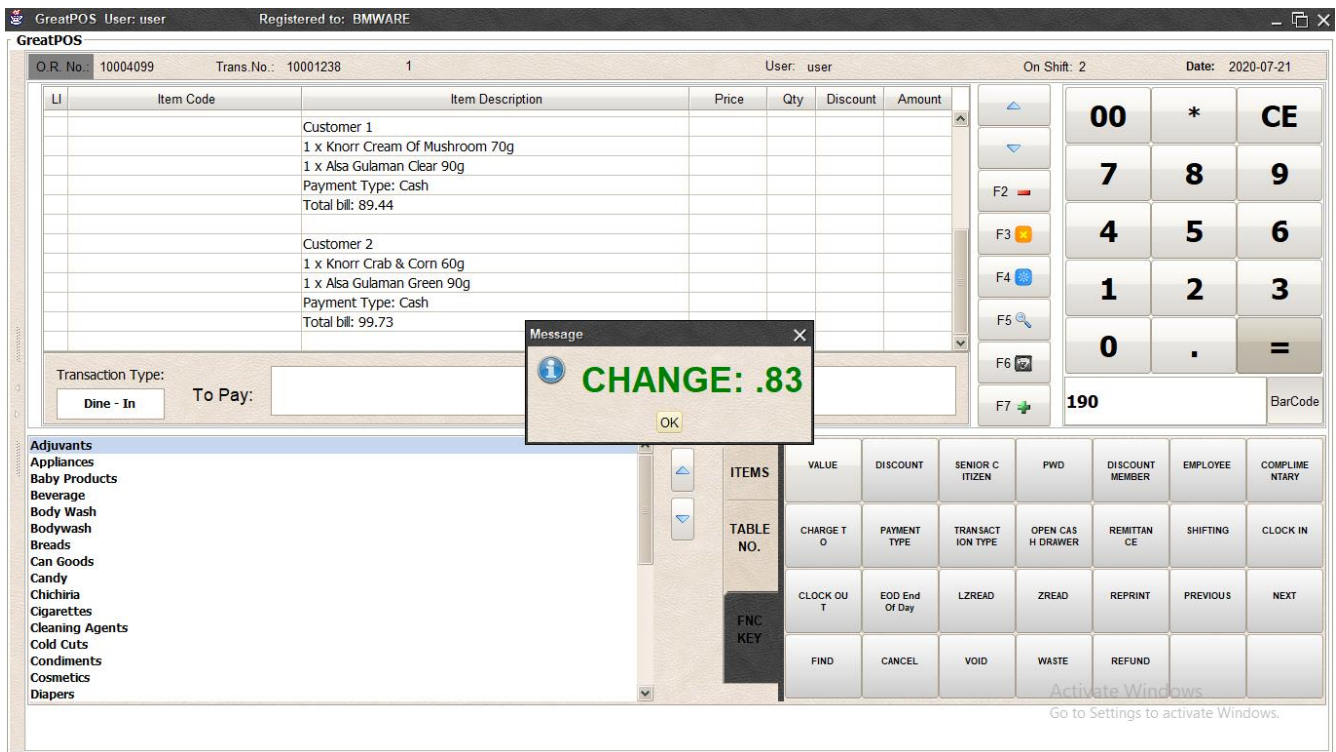 GreatPOS User: user Registered to: BMWARE
GreatPOS
O.R. No.: 10004099 Trans.No.: 10001238 1 User: user On Shift: 2 Date: 2020-07-21
LI Item Code Item Description Price Qty Discount Amount
Customer 1
1 x Knorr Cream Of Mushroom 70g
1 x Alsa Gulaman Clear 90g
Payment Type: Cash
Total bill: 89.44
Customer 2
1 x Knorr Crab & Corn 60g
1 x Alsa Gulaman Green 90g
Payment Type: Cash
Total bill: 99.73
Transaction Type:
Dine - In
To Pay:
Message
CHANGE: .83
OK
F2
F3
F4
F5
F6
F7
00 * CE
7 8 9
4 5 6
1 2 3
0 . =
190 BarCode
Adjuvants
Appliances
Baby Products
Beverage
Body Wash
Bodywash
Breads
Can Goods
Candy
Chichiria
Cigarettes
Cleaning Agents
Cold Cuts
Condiments
Cosmetics
Diapers
ITEMS
TABLE
NO.
FNC
KEY
VALUE DISCOUNT SENIOR C PWD DISCOUNT EMPLOYEE COMPLIME
ITIZEN MEMBER NTARY
CHARGE T PAYMENT TRANSACT OPEN CAS REMITTAN SHIFTING CLOCK IN
O TYPE ION TYPE H DRAWER CE
CLOCK OU EOD End LZREAD ZREAD REPRINT PREVIOUS NEXT
T Of Day
FIND CANCEL VOID WASTE REFUND
Activate Windows
Go to Settings to activate Windows.